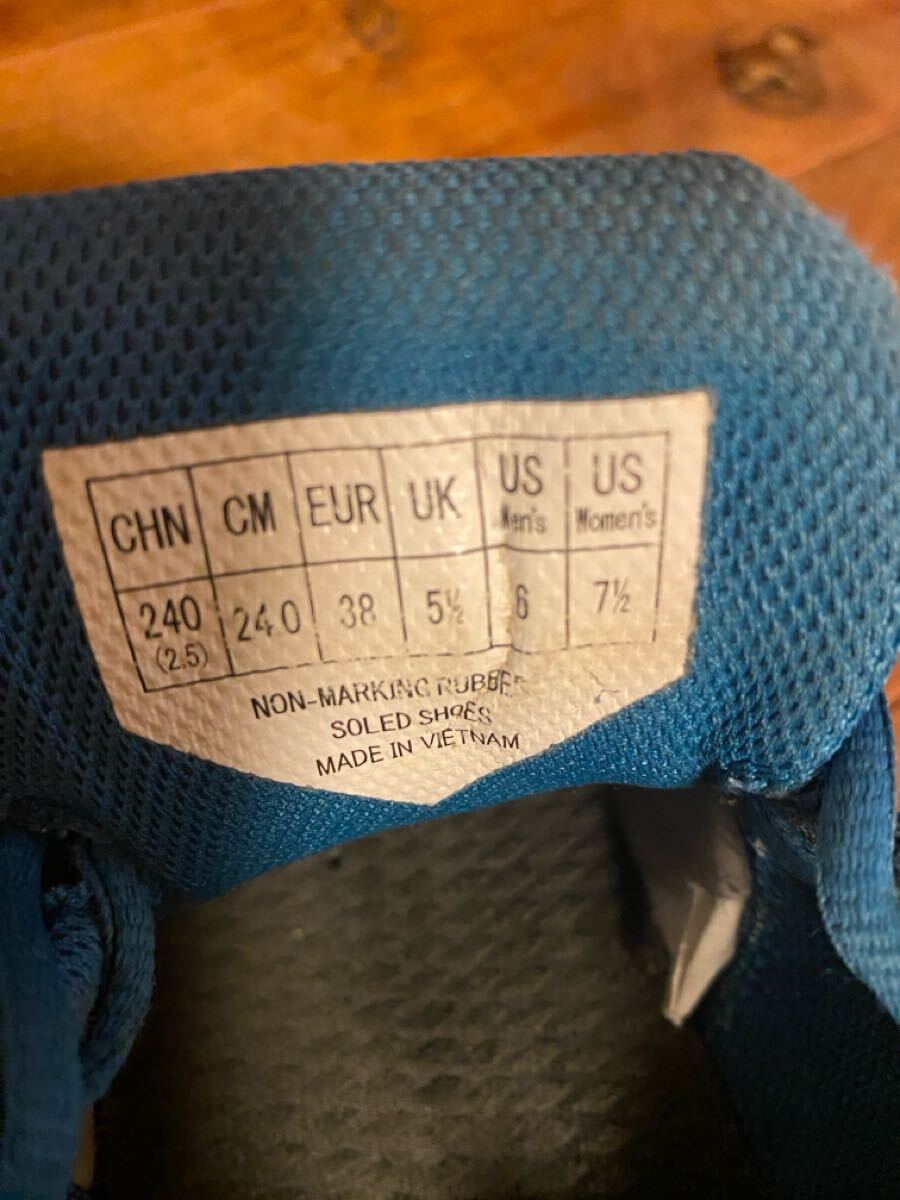 CHN CM EUR UK US Men's US Women's
240 (2.5) 24.0 38 5½ 6 7½
NON-MARKING RUBBER
SOLED SHOES
MADE IN VIETNAM